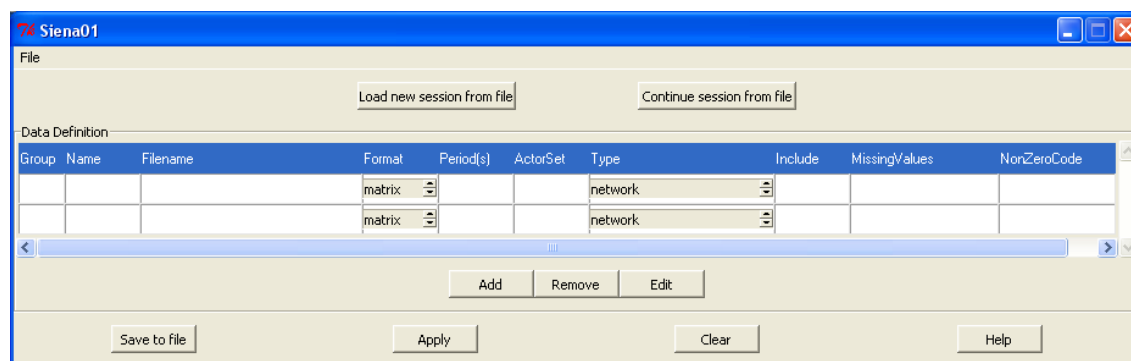 Siena01
File
Load new session from file Continue session from file
Data Definition
Group Name Filename Format Period(s) ActorSet Type Include MissingValues NonZeroCode
matrix network
matrix network
Add Remove Edit
Save to file Apply Clear Help